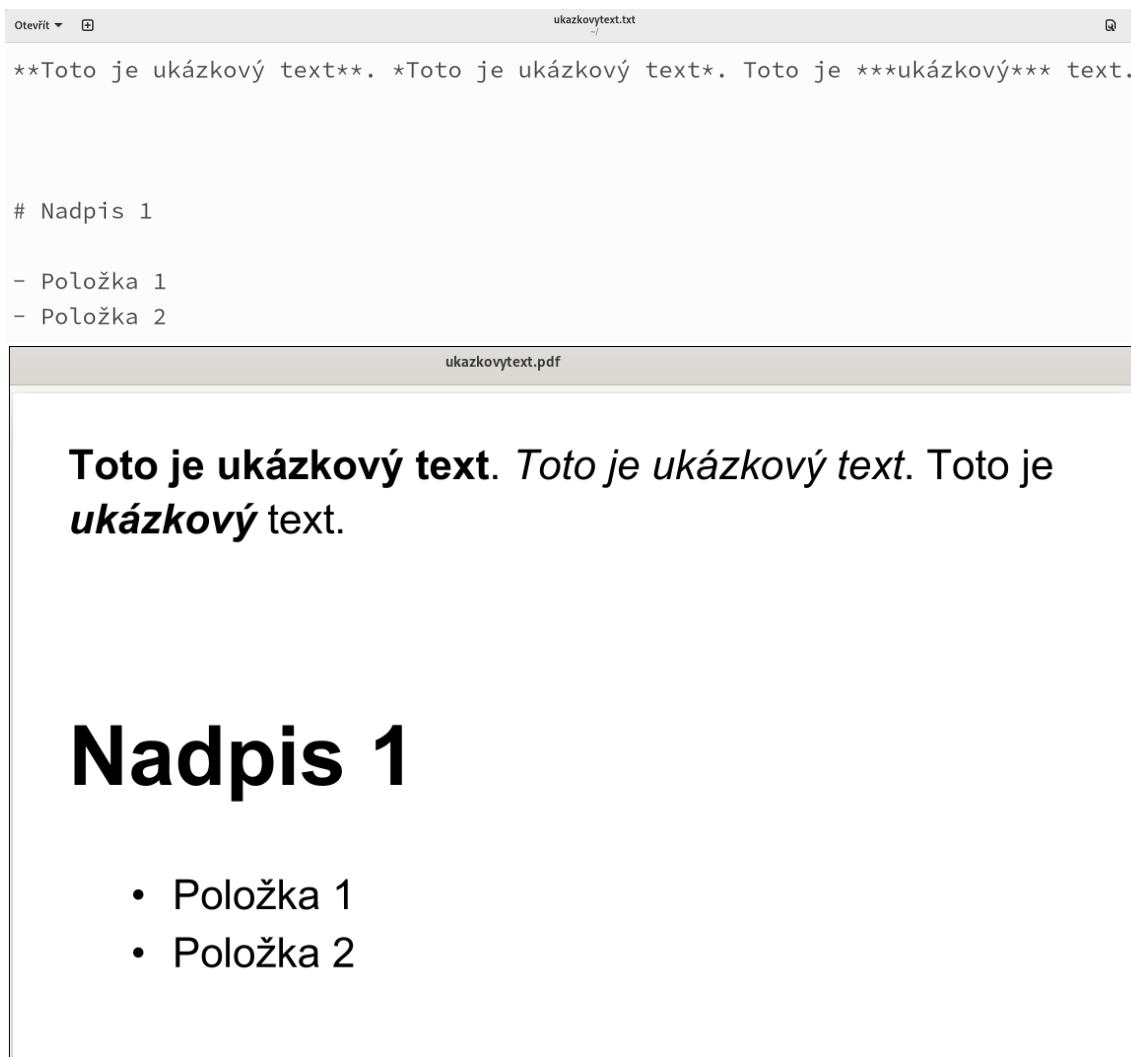 Otevřít
ukazkovytext.txt
~/
**Toto je ukázkový text**. *Toto je ukázkový text*. Toto je ***ukázkový*** text.
# Nadpis 1
- Položka 1
- Položka 2
ukazkovytext.pdf
Toto je ukázkový text. Toto je ukázkový text. Toto je
ukázkový text.
Nadpis 1
• Položka 1
• Položka 2